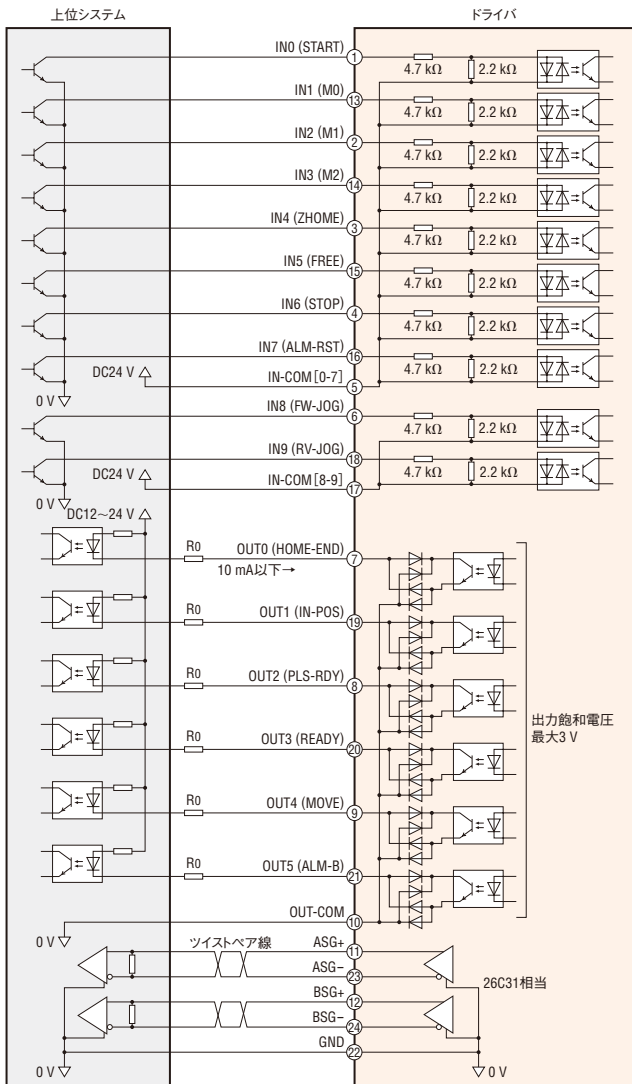 上位システム
ドライバ
IN0 (START)
1
4.7 kΩ
2.2 kΩ
IN1 (M0)
13
4.7 kΩ
2.2 kΩ
IN2 (M1)
2
4.7 kΩ
2.2 kΩ
IN3 (M2)
14
4.7 kΩ
2.2 kΩ
IN4 (ZHOME)
3
4.7 kΩ
2.2 kΩ
IN5 (FREE)
15
4.7 kΩ
2.2 kΩ
IN6 (STOP)
4
4.7 kΩ
2.2 kΩ
IN7 (ALM-RST)
16
4.7 kΩ
2.2 kΩ
DC24 V
IN-COM [0-7]
5
0 V
IN8 (FW-JOG)
6
4.7 kΩ
2.2 kΩ
IN9 (RV-JOG)
18
4.7 kΩ
2.2 kΩ
DC24 V
IN-COM [8-9]
17
0 V
DC12～24 V
R0
OUT0 (HOME-END)
7
10 mA以下→
R0
OUT1 (IN-POS)
19
R0
OUT2 (PLS-RDY)
8
出力飽和電圧
最大3 V
R0
OUT3 (READY)
20
R0
OUT4 (MOVE)
9
R0
OUT5 (ALM-B)
21
OUT-COM
10
0 V
ツイストペア線
ASG+
11
ASG−
23
26C31相当
BSG+
12
BSG−
24
GND
22
0 V
0 V